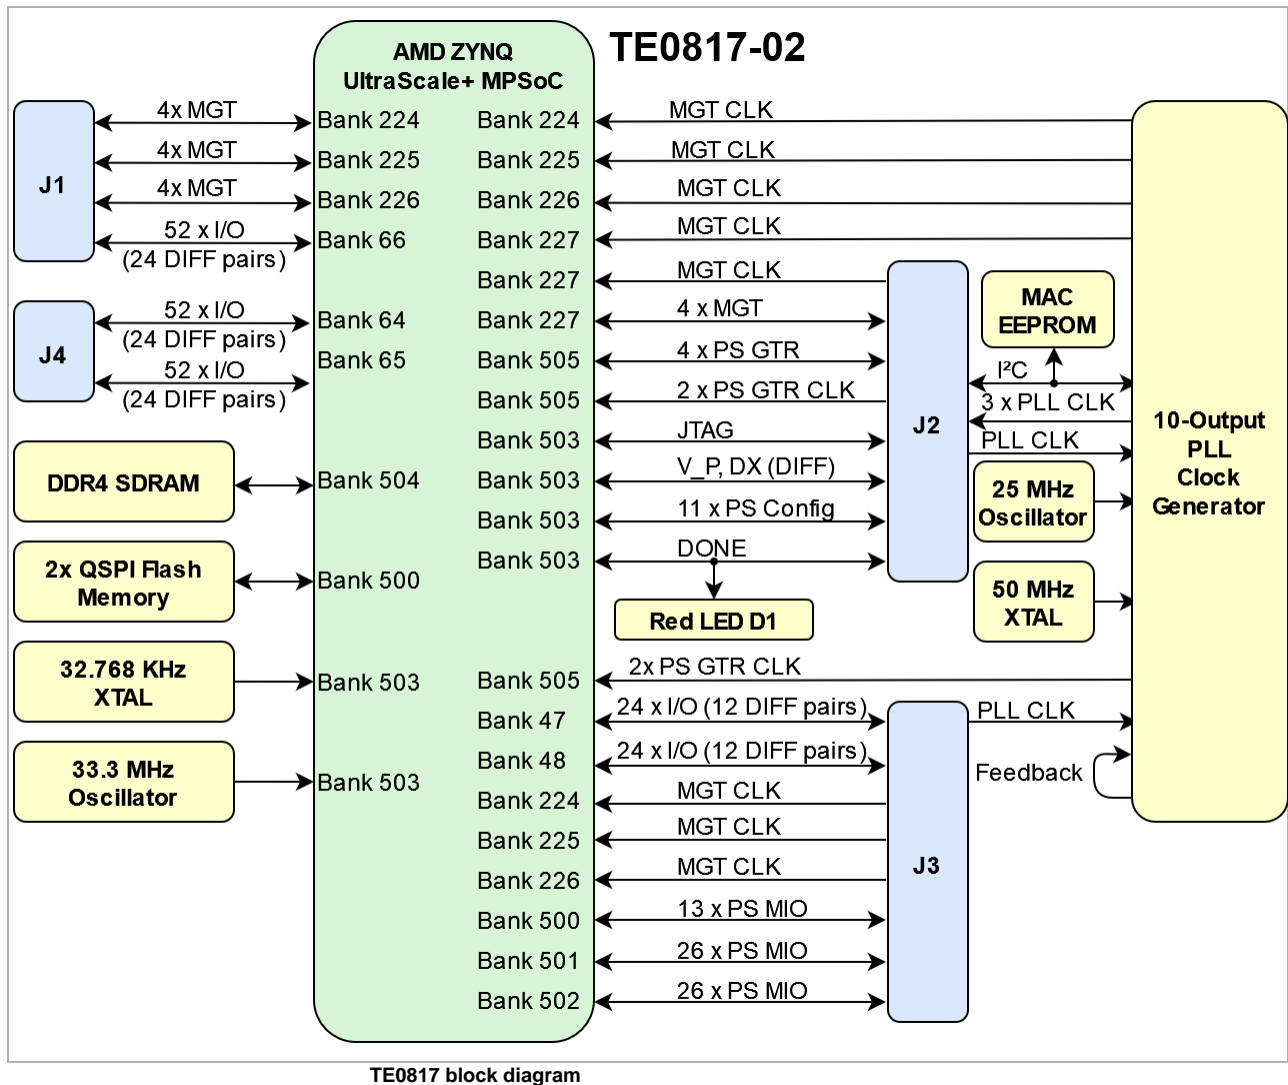 TE0817-02
AMD ZYNQ
UltraScale+ MPSoC
J1
4x MGT
Bank 224
4x MGT
Bank 225
4x MGT
Bank 226
52 x I/O
(24 DIFF pairs)
Bank 66
J4
52 x I/O
(24 DIFF pairs)
Bank 64
52 x I/O
(24 DIFF pairs)
Bank 65
DDR4 SDRAM
Bank 504
2x QSPI Flash
Memory
Bank 500
32.768 KHz
XTAL
Bank 503
33.3 MHz
Oscillator
Bank 503
Bank 224
MGT CLK
Bank 225
MGT CLK
Bank 226
MGT CLK
Bank 227
MGT CLK
Bank 227
MGT CLK
Bank 227
4 x MGT
Bank 505
4 x PS GTR
Bank 505
2 x PS GTR CLK
Bank 503
JTAG
Bank 503
V_P, DX (DIFF)
Bank 503
11 x PS Config
Bank 503
DONE
Red LED D1
Bank 505
2x PS GTR CLK
Bank 47
24 x I/O (12 DIFF pairs)
Bank 48
24 x I/O (12 DIFF pairs)
Bank 224
MGT CLK
Bank 225
MGT CLK
Bank 226
MGT CLK
Bank 500
13 x PS MIO
Bank 501
26 x PS MIO
Bank 502
26 x PS MIO
J2
J3
MAC
EEPROM
I²C
3 x PLL CLK
PLL CLK
25 MHz
Oscillator
50 MHz
XTAL
PLL CLK
Feedback
10-Output
PLL
Clock
Generator
TE0817 block diagram